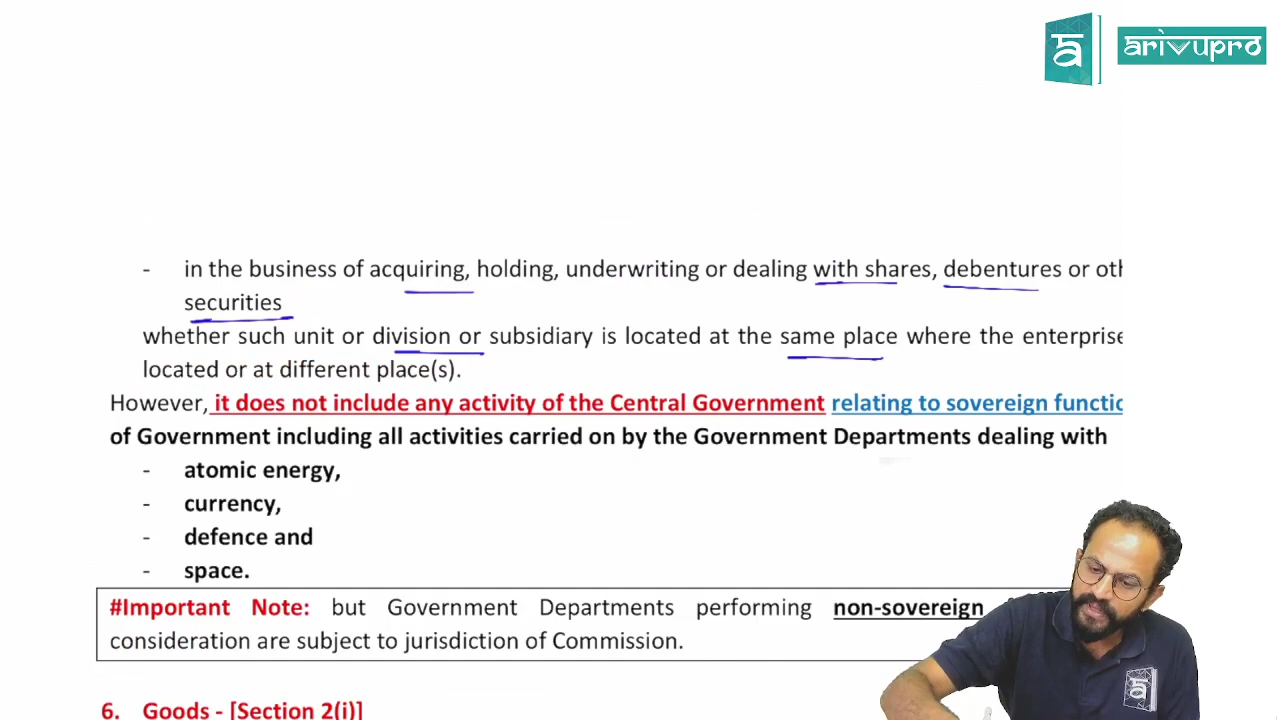 arivupro
- in the business of acquiring, holding, underwriting or dealing with shares, debentures or
securities
whether such unit or division or subsidiary is located at the same place where the enterprise
located or at different place(s).
However, it does not include any activity of the Central Government relating to sovereign
of Government including all activities carried on by the Government Departments dealing with
- atomic energy,
- currency,
- defence and
- space.
#Important Note: but Government Departments performing non-sovereign
consideration are subject to jurisdiction of Commission.
6. Goods - [Section 2(i)]